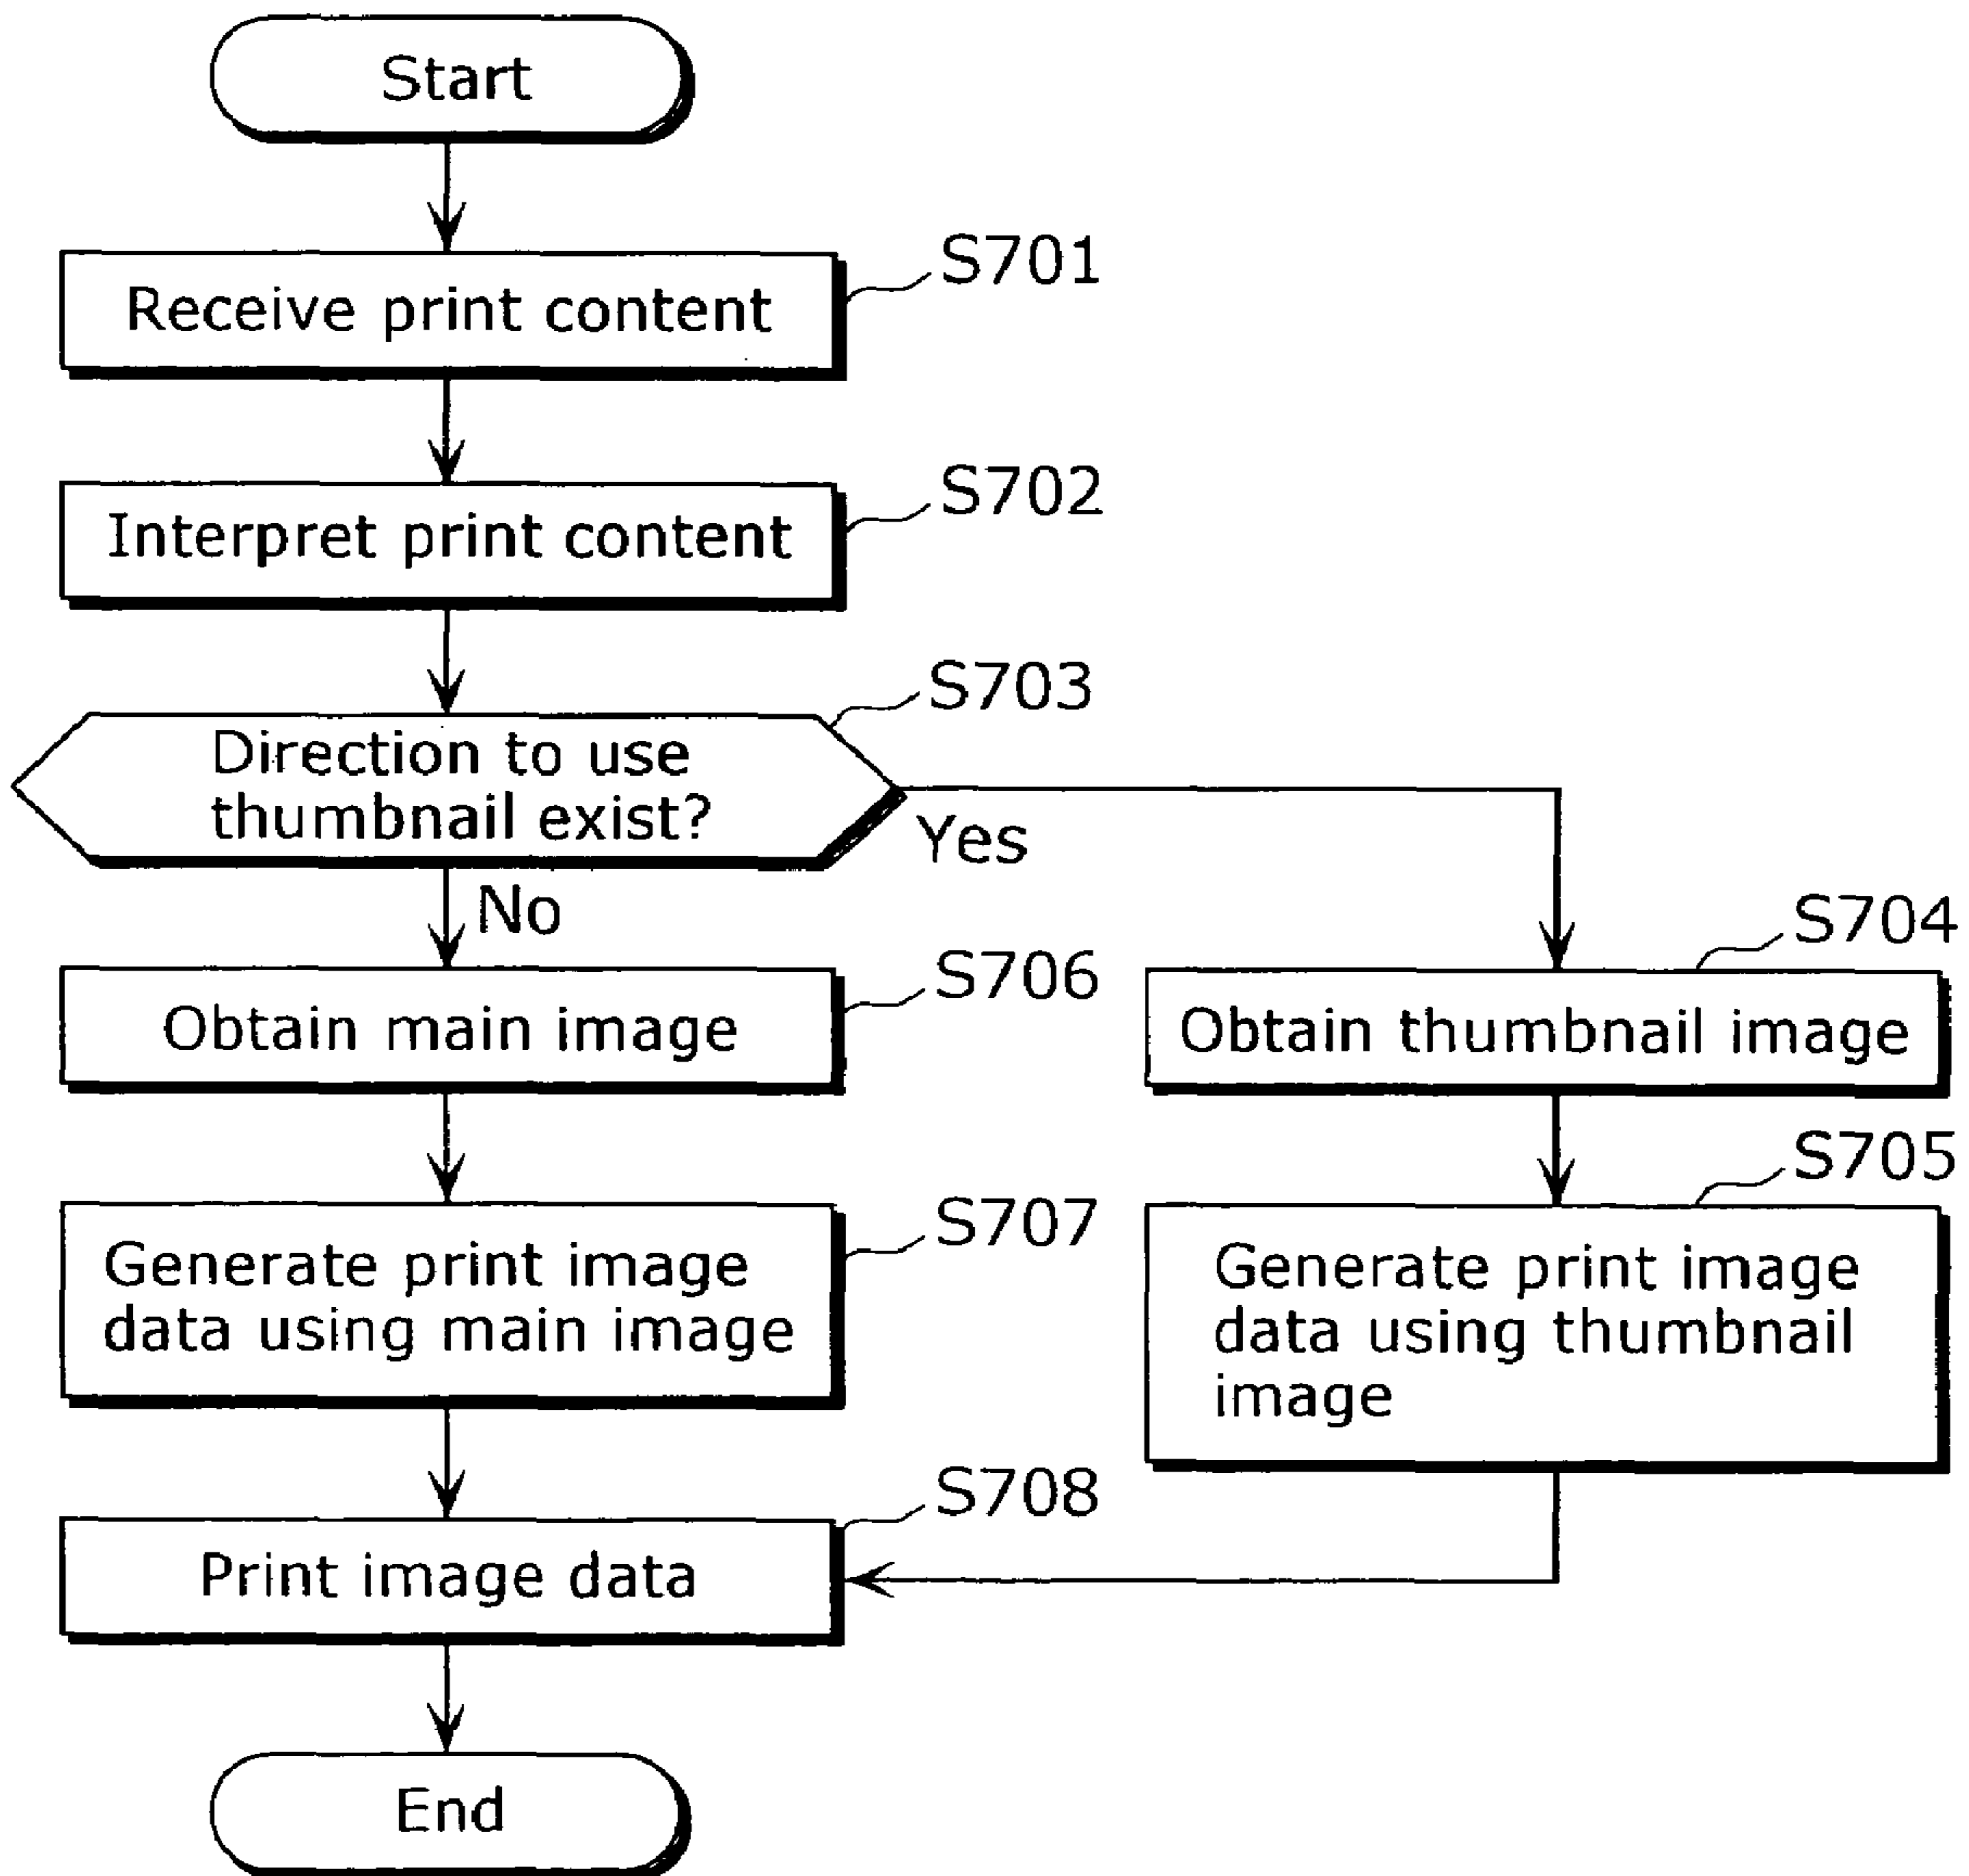 Start
S701
Receive print content
S702
Interpret print content
S703
Direction to use
thumbnail exist?
Yes
No
S704
Obtain thumbnail image
S705
Generate print image
data using thumbnail
image
S706
Obtain main image
S707
Generate print image
data using main image
S708
Print image data
End